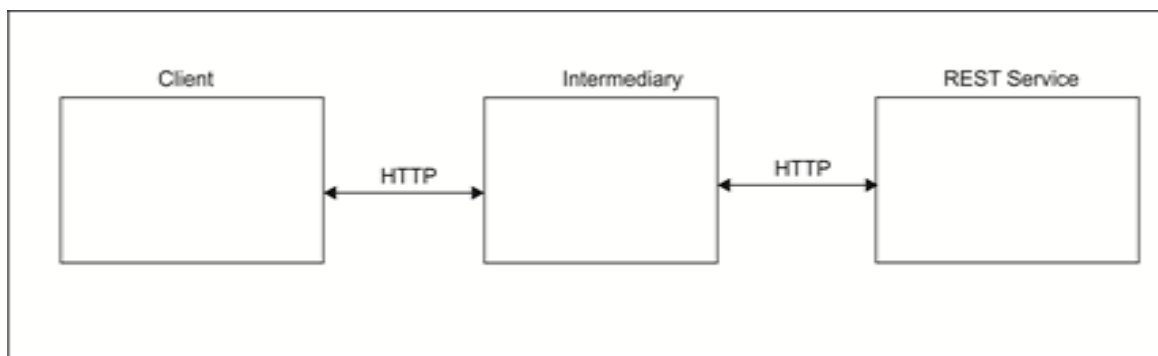 Client
Intermediary
REST Service
HTTP
HTTP